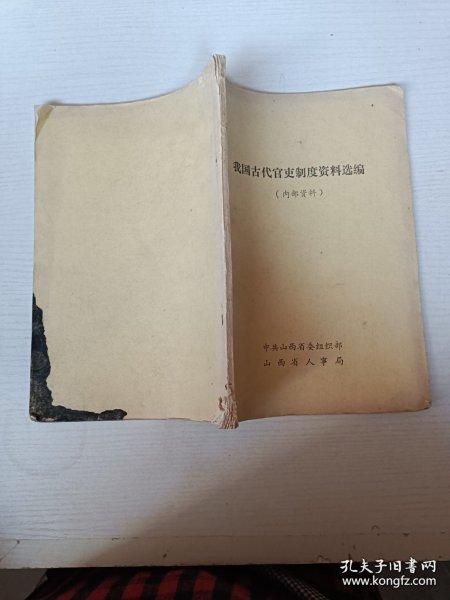 我国古代官吏制度资料选编
（内部资料）
中共山西省委组织部
山西省人事局
孔夫子旧书网
www.kongfz.com